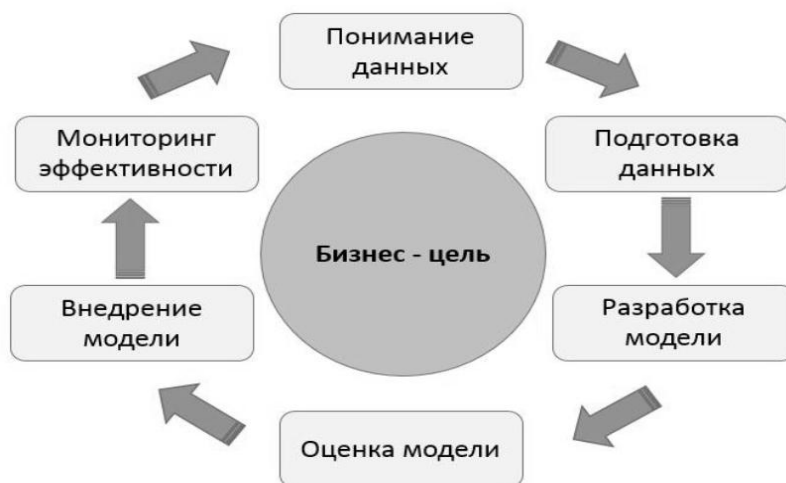 Понимание
данных
Подготовка
данных
Разработка
модели
Оценка модели
Внедрение
модели
Мониторинг
эффективности
Бизнес - цель